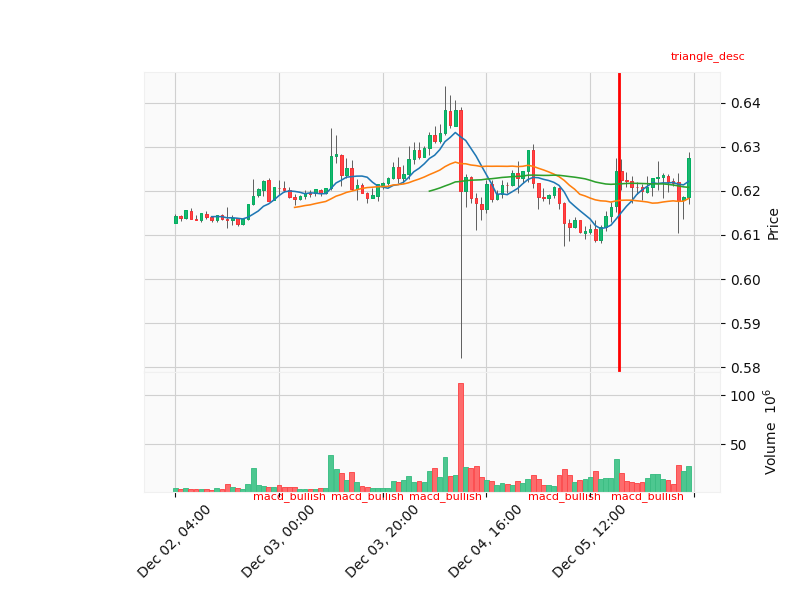 triangle_desc
0.64
0.63
0.62
0.61
0.60
0.59
0.58
Price
100
50
Volume 10^6
macd_bullish macd_bullish macd_bullish macd_bullish macd_bullish
Dec 02, 04:00
Dec 03, 00:00
Dec 03, 20:00
Dec 04, 16:00
Dec 05, 12:00